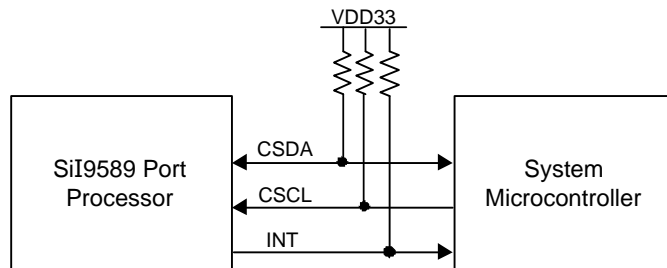 VDD33
CSDA
SiI9589 Port
Processor
System
Microcontroller
CSCL
INT